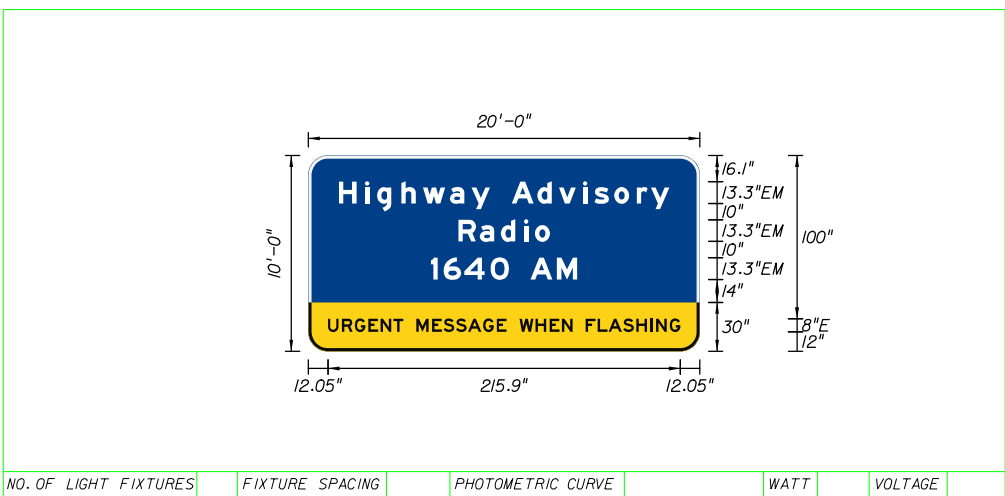 20'-0"
16.1"
Highway Advisory
13.3"EM
10"
Radio
13.3"EM
10'-0"
100"
10"
1640 AM
13.3"EM
14"
URGENT MESSAGE WHEN FLASHING
30"
8"E
12"
12.05"
215.9"
12.05"
NO. OF LIGHT FIXTURES
FIXTURE SPACING
PHOTOMETRIC CURVE
WATT
VOLTAGE